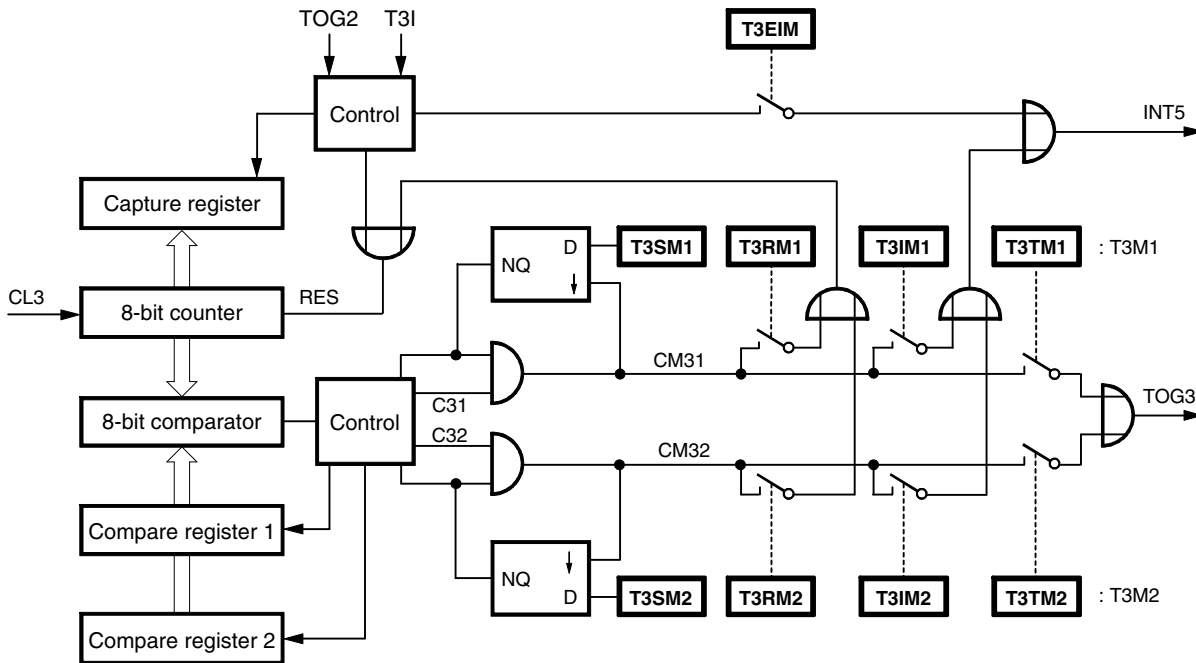 TOG2 T3I
T3EIM
Control
INT5
Capture register
D
NQ
T3SM1
T3RM1
T3IM1
T3TM1
: T3M1
CL3
8-bit counter
RES
CM31
C31
8-bit comparator
Control
TOG3
C32
CM32
Compare register 1
NQ
D
T3SM2
T3RM2
T3IM2
T3TM2
: T3M2
Compare register 2